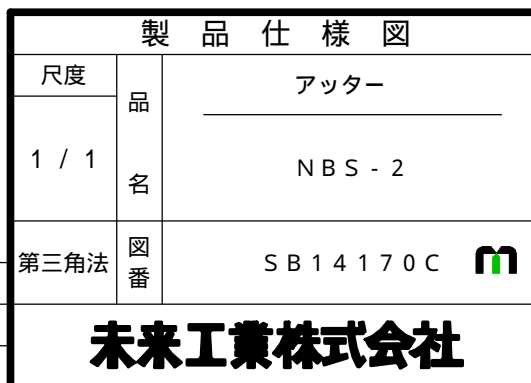 製品仕様図
尺度
品名
アッター
1 / 1
NBS-2
第三角法
図番
SB14170C
未来工業株式会社